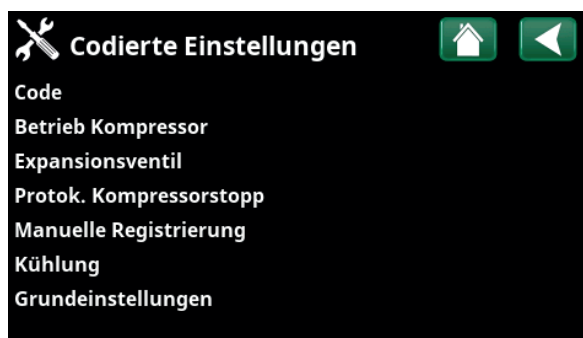 Codierte Einstellungen
Code
Betrieb Kompressor
Expansionsventil
Protok. Kompressorstopp
Manuelle Registrierung
Kühlung
Grundeinstellungen